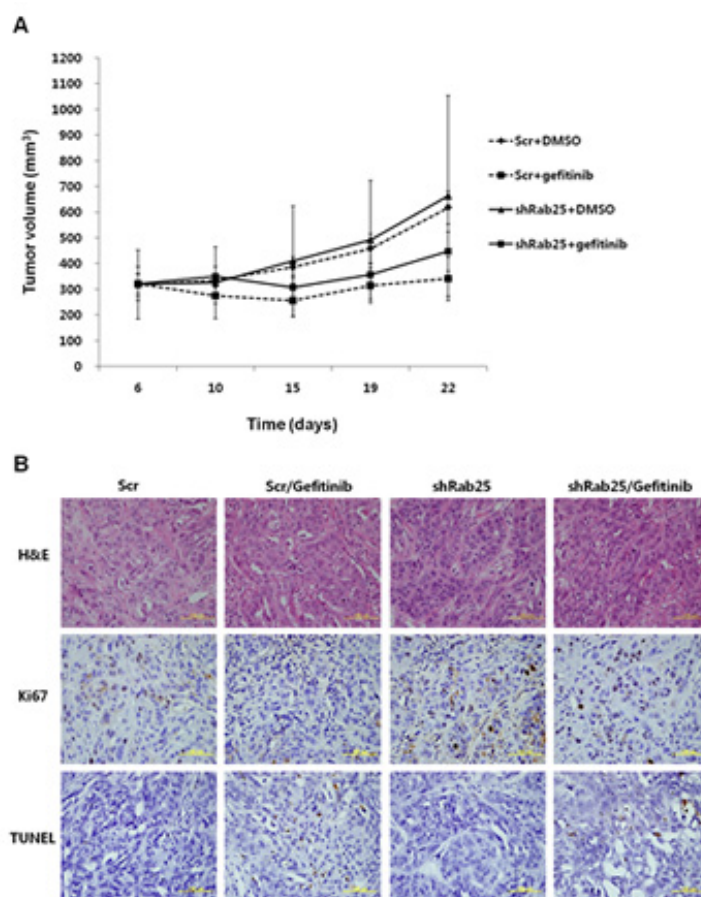 A
1200
1100
1000
900
800
700
600
500
400
300
200
100
0
Tumor volume (mm³)
6 10 15 19 22
Time (days)
Scr+DMSO
Scr+gefitinib
shRab25+DMSO
shRab25+gefitinib
B
Scr Scr/Gefitinib shRab25 shRab25/Gefitinib
H&E
Ki67
TUNEL